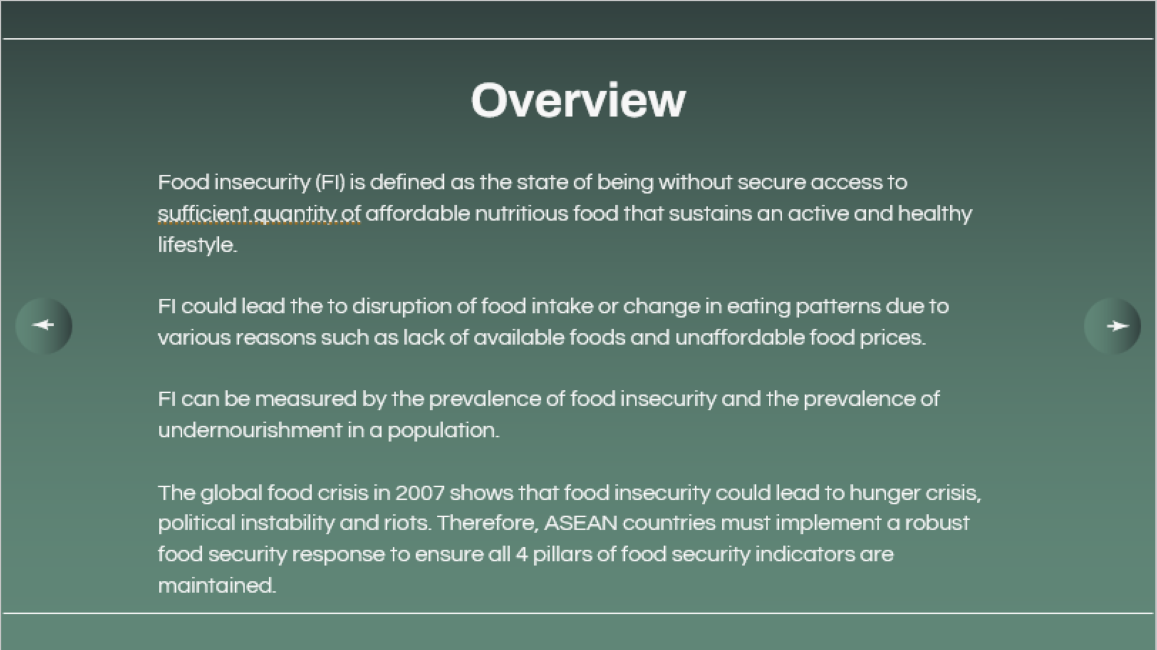 Overview
Food insecurity (FI) is defined as the state of being without secure access to
sufficient quantity of affordable nutritious food that sustains an active and healthy
lifestyle.
FI could lead the to disruption of food intake or change in eating patterns due to
various reasons such as lack of available foods and unaffordable food prices.
FI can be measured by the prevalence of food insecurity and the prevalence of
undernourishment in a population.
The global food crisis in 2007 shows that food insecurity could lead to hunger crisis,
political instability and riots. Therefore, ASEAN countries must implement a robust
food security response to ensure all 4 pillars of food security indicators are
maintained.